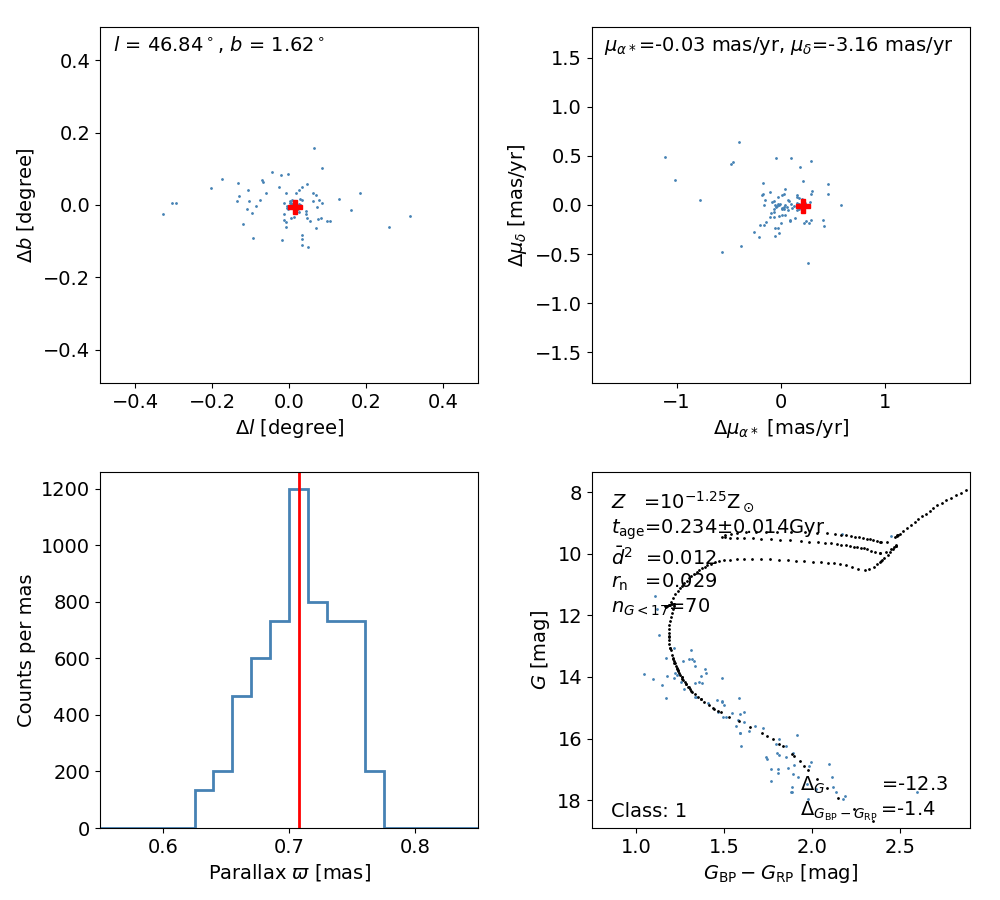 l = 46.84°, b = 1.62°
0.4
0.2
0.0
−0.2
−0.4
Δb [degree]
−0.4 −0.2 0.0 0.2 0.4
Δl [degree]
μα*=-0.03 mas/yr, μδ=-3.16 mas/yr
1.5
1.0
0.5
0.0
−0.5
−1.0
−1.5
Δμδ [mas/yr]
−1 0 1
Δμα* [mas/yr]
1200
1000
800
600
400
200
0
Counts per mas
0.6 0.7 0.8
Parallax ϖ [mas]
Z =10^−1.25 Z⊙
tage=0.234±0.014Gyr
d̄² =0.012
rn =0.029
nG<17=70
8
10
12
14
16
18
G [mag]
ΔG =-12.3
ΔGBP−GRP=-1.4
Class: 1
1.0 1.5 2.0 2.5
GBP − GRP [mag]